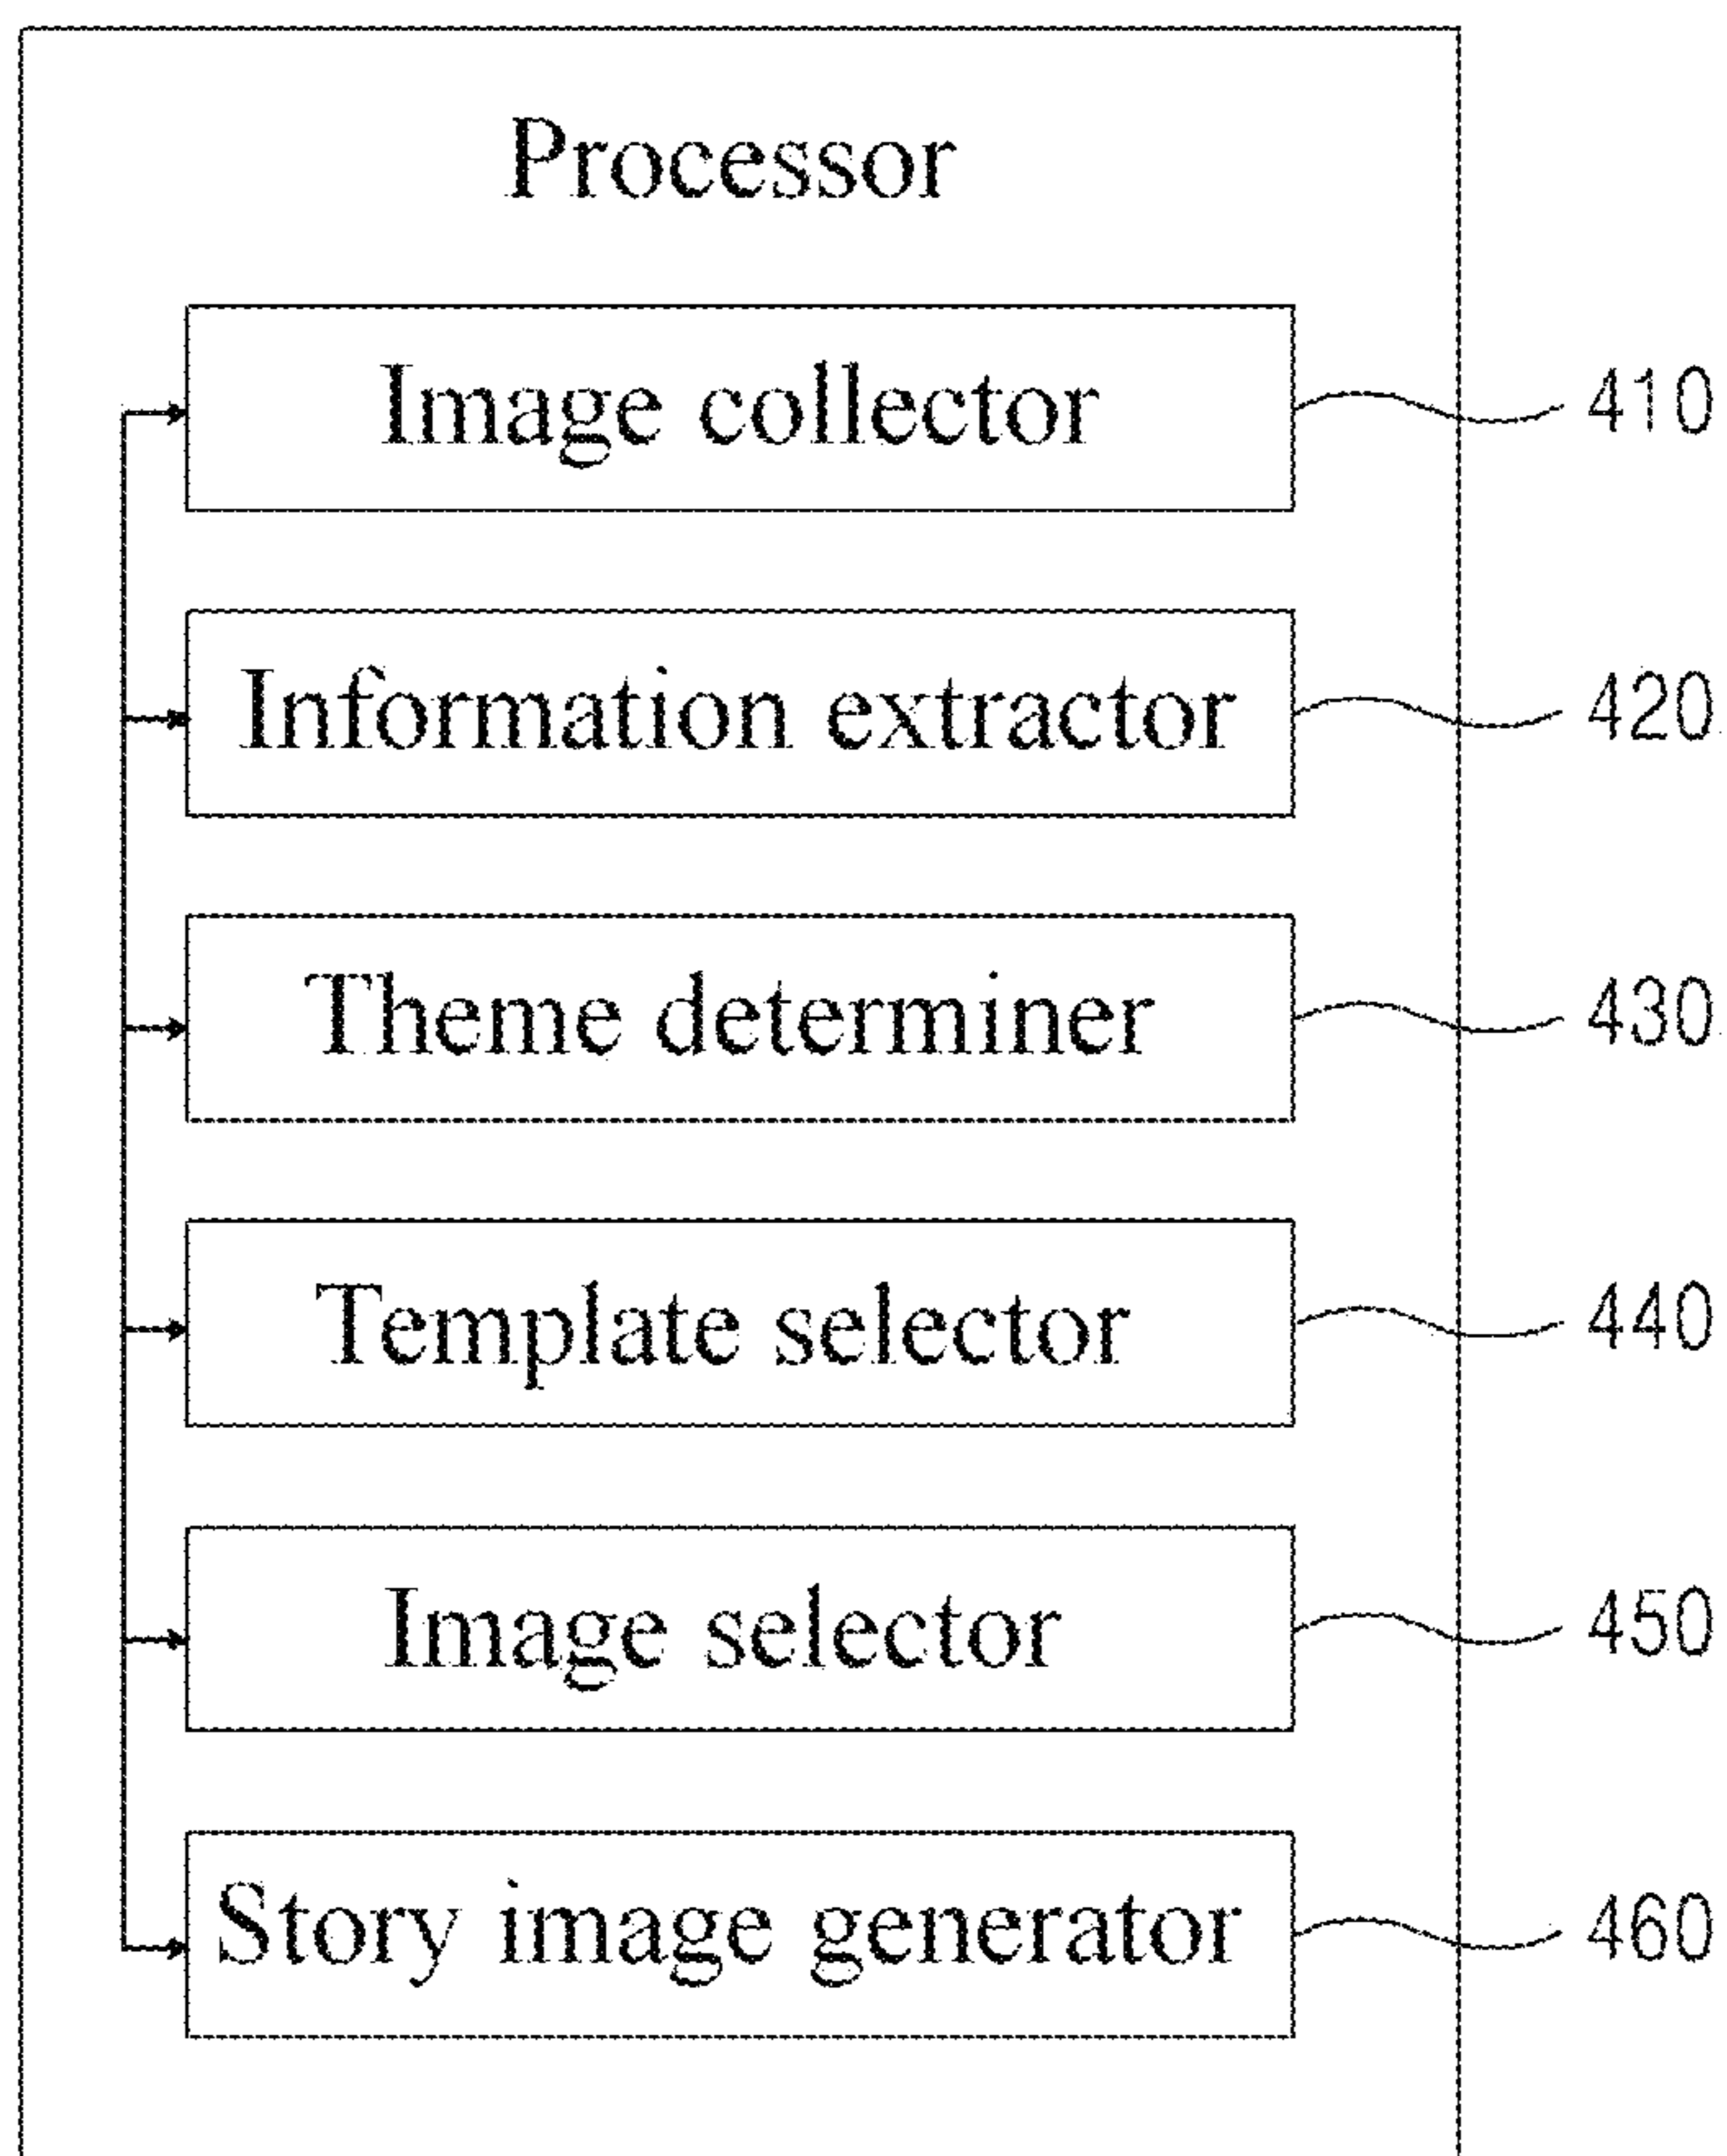 Processor
Image collector 410
Information extractor 420
Theme determiner 430
Template selector 440
Image selector 450
Story image generator 460